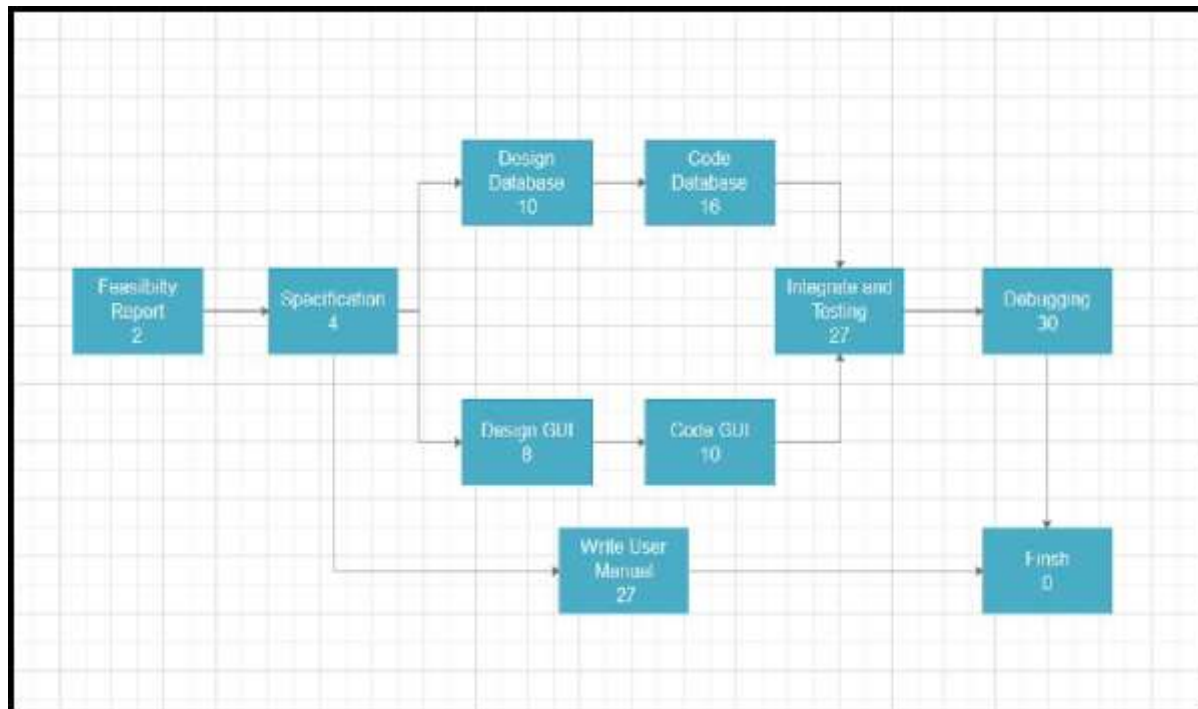 Design
Database
10
Code
Database
16
Feasibilty
Report
2
Specification
4
Integrate and
Testing
27
Debugging
30
Design GUI
8
Code GUI
10
Write User
Manual
27
Finsh
0